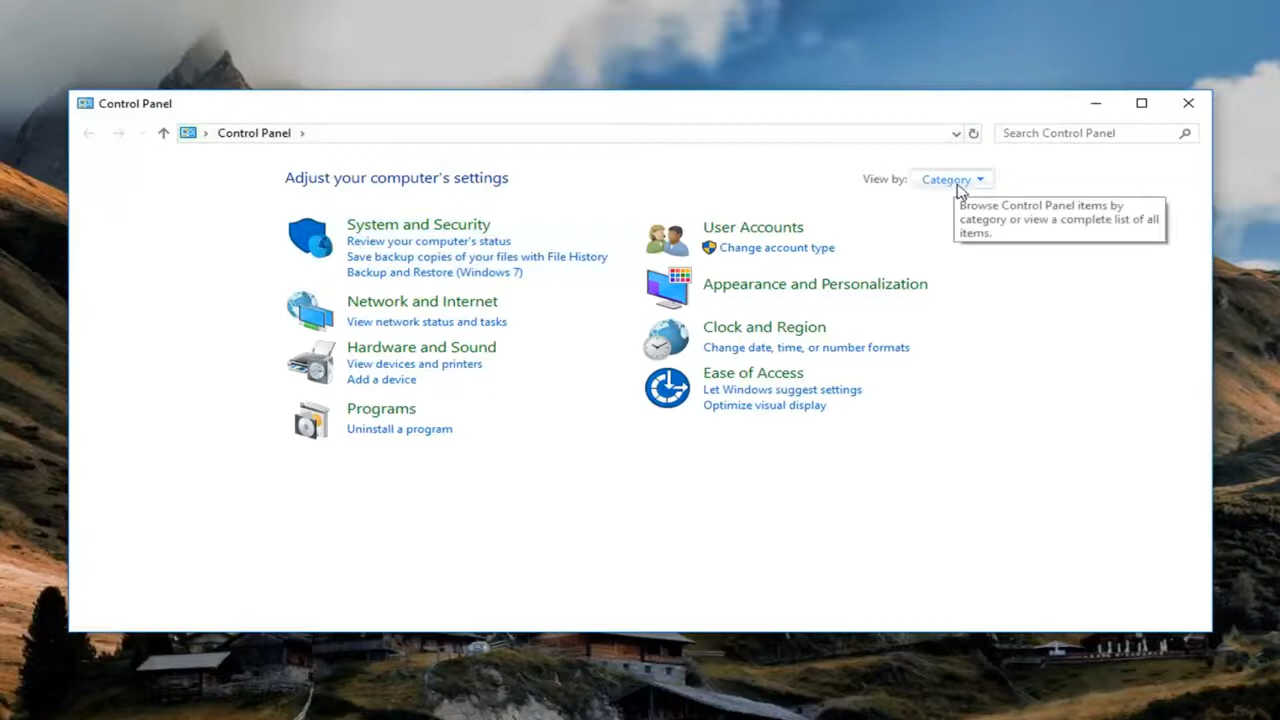 Control Panel
Control Panel
Search Control Panel
Adjust your computer's settings
View by: Category
Browse Control Panel items by
category or view a complete list of all
items.
System and Security
Review your computer's status
Save backup copies of your files with File History
Backup and Restore (Windows 7)
Network and Internet
View network status and tasks
Hardware and Sound
View devices and printers
Add a device
Programs
Uninstall a program
User Accounts
Change account type
Appearance and Personalization
Clock and Region
Change date, time, or number formats
Ease of Access
Let Windows suggest settings
Optimize visual display